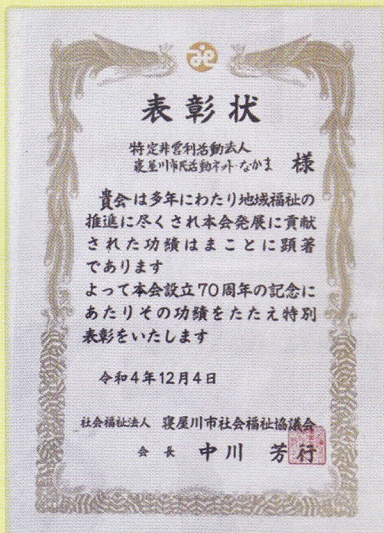 表彰状
特定非営利活動法人
寝屋川市民活動ネットなかま 様
貴会は多年にわたり地域福祉の
推進に尽くされ本会発展に貢献
された功績はまことに顕著
であります
よって本会設立70周年の記念に
あたりその功績をたたえ特別
表彰をいたします
令和4年12月4日
社会福祉法人 寝屋川市社会福祉協議会
会長 中川 芳行